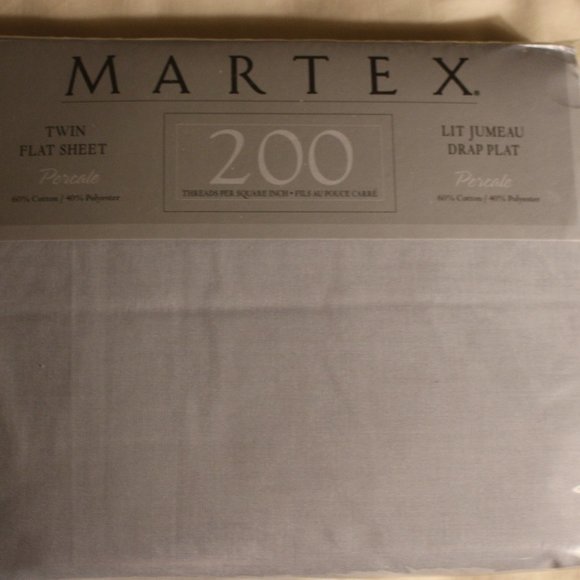 MARTEX®
TWIN
FLAT SHEET
Percale
60% Cotton / 40% Polyester
200
THREADS PER SQUARE INCH • FILS AU POUCE CARRÉ
LIT JUMEAU
DRAP PLAT
Percale
60% Cotton / 40% Polyester